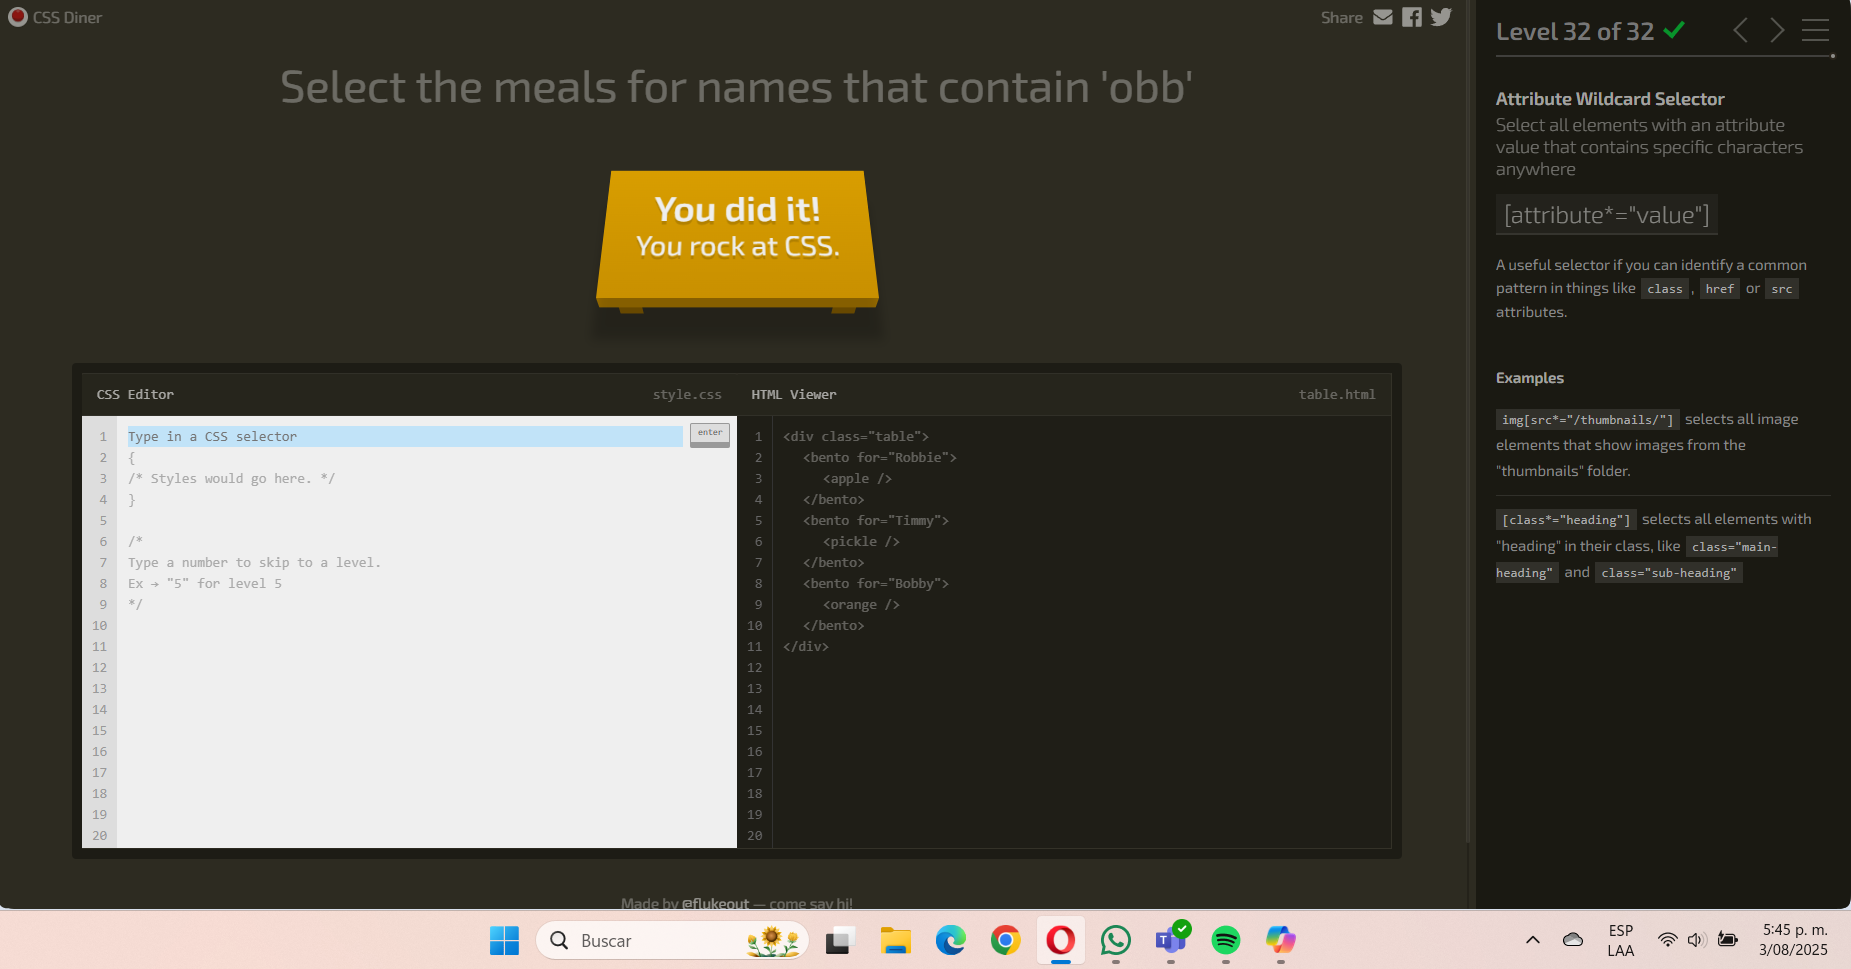 CSS Diner
Share
Select the meals for names that contain 'obb'
You did it!
You rock at CSS.
CSS Editor
style.css
1 Type in a CSS selector
enter
2 {
3 /* Styles would go here. */
4 }
5
6 /*
7 Type a number to skip to a level.
8 Ex → "5" for level 5
9 */
10
11
12
13
14
15
16
17
18
19
20
HTML Viewer
table.html
1 <div class="table">
2 <bento for="Robbie">
3 <apple />
4 </bento>
5 <bento for="Timmy">
6 <pickle />
7 </bento>
8 <bento for="Bobby">
9 <orange />
10 </bento>
11 </div>
12
13
14
15
16
17
18
19
20
Made by @flukeout — come say hi!
Level 32 of 32
Attribute Wildcard Selector
Select all elements with an attribute
value that contains specific characters
anywhere
[attribute*="value"]
A useful selector if you can identify a common
pattern in things like class , href or src
attributes.
Examples
img[src*="/thumbnails/"] selects all image
elements that show images from the
"thumbnails" folder.
[class*="heading"] selects all elements with
"heading" in their class, like class="main-
heading" and class="sub-heading"
Buscar
ESP
LAA
5:45 p. m.
3/08/2025